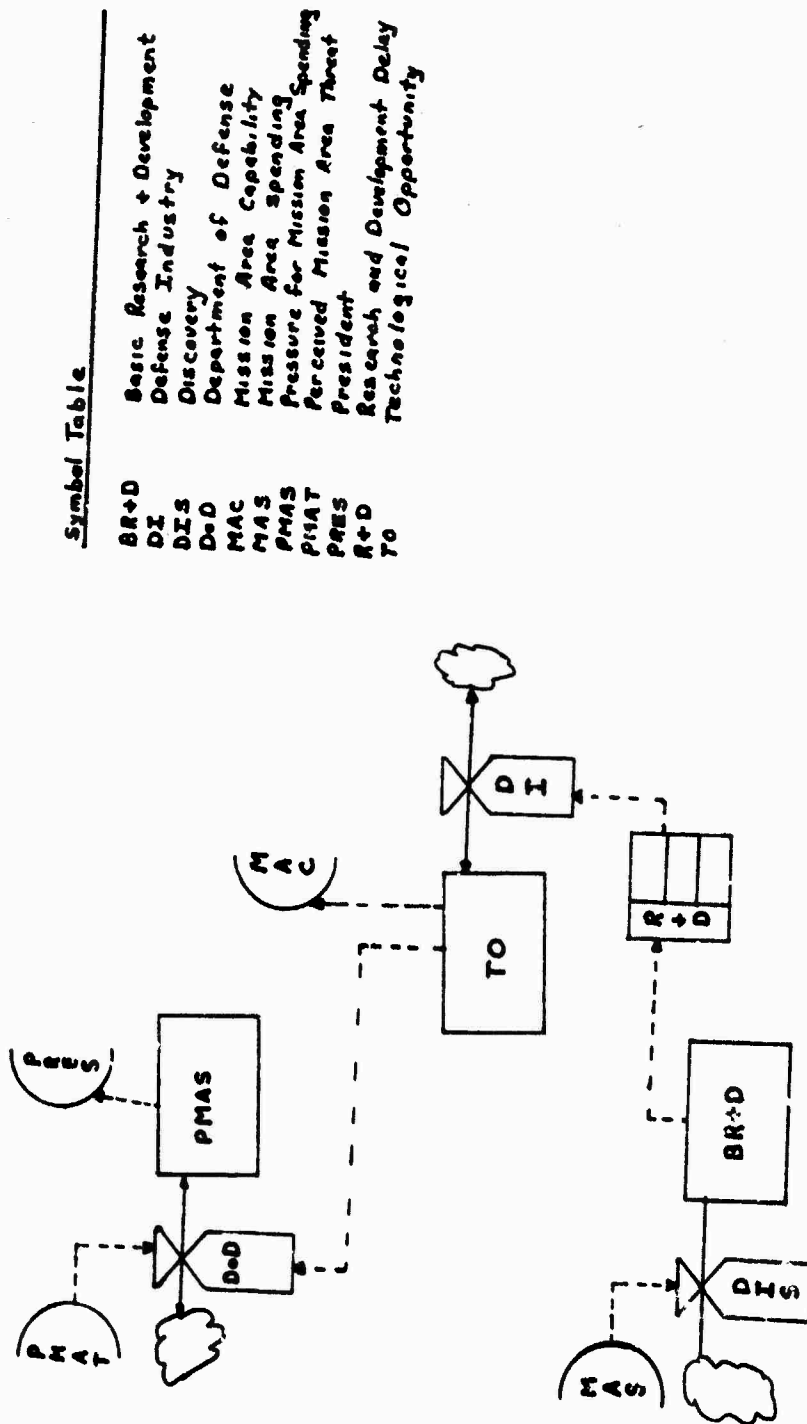 Symbol Table
BR+D Basic Research + Development
DI Defense Industry
DIS Discovery
DoD Department of Defense
MAC Mission Area Capability
MAS Mission Area Spending
PMAS Pressure for Mission Area Spending
PMAT Perceived Mission Area Threat
PRES President
R+D Research and Development Delay
TO Technological Opportunity
PMAT
DoD
PMAS
PRES
MAC
TO
DI
MAS
DIS
BR+D
R+D